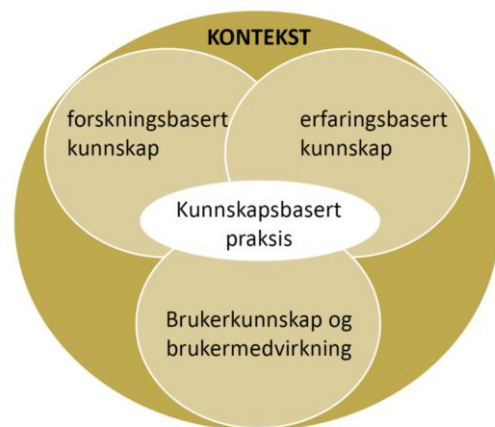 KONTEKST
forskningsbasert
kunnskap
erfaringsbasert
kunnskap
Kunnskapsbasert
praksis
Brukerkunnskap og
brukermedvirkning